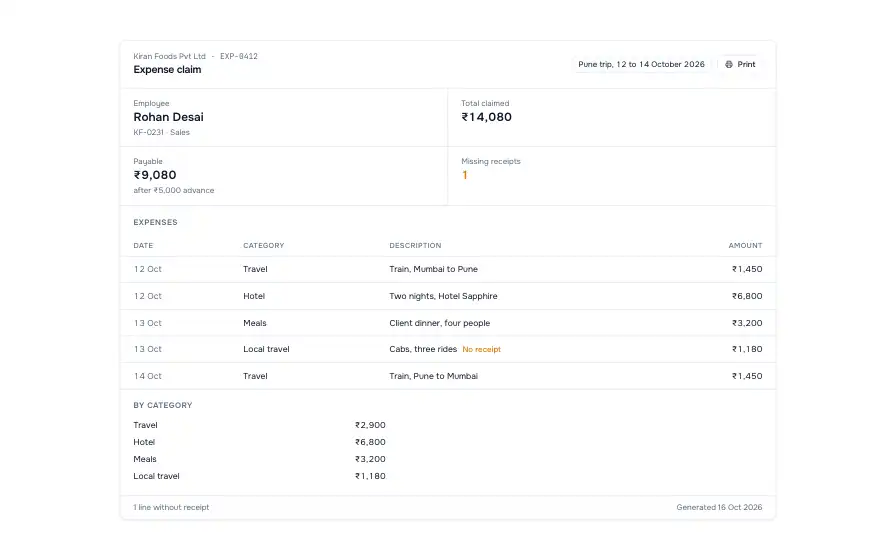 Kiran Foods Pvt Ltd · EXP-0412
Expense claim
Pune trip, 12 to 14 October 2026
Print
Employee
Rohan Desai
KF-0231 · Sales
Total claimed
₹14,080
Payable
₹9,080
after ₹5,000 advance
Missing receipts
1
EXPENSES
DATE CATEGORY DESCRIPTION AMOUNT
12 Oct Travel Train, Mumbai to Pune ₹1,450
12 Oct Hotel Two nights, Hotel Sapphire ₹6,800
13 Oct Meals Client dinner, four people ₹3,200
13 Oct Local travel Cabs, three rides No receipt ₹1,180
14 Oct Travel Train, Pune to Mumbai ₹1,450
BY CATEGORY
Travel ₹2,900
Hotel ₹6,800
Meals ₹3,200
Local travel ₹1,180
1 line without receipt
Generated 16 Oct 2026